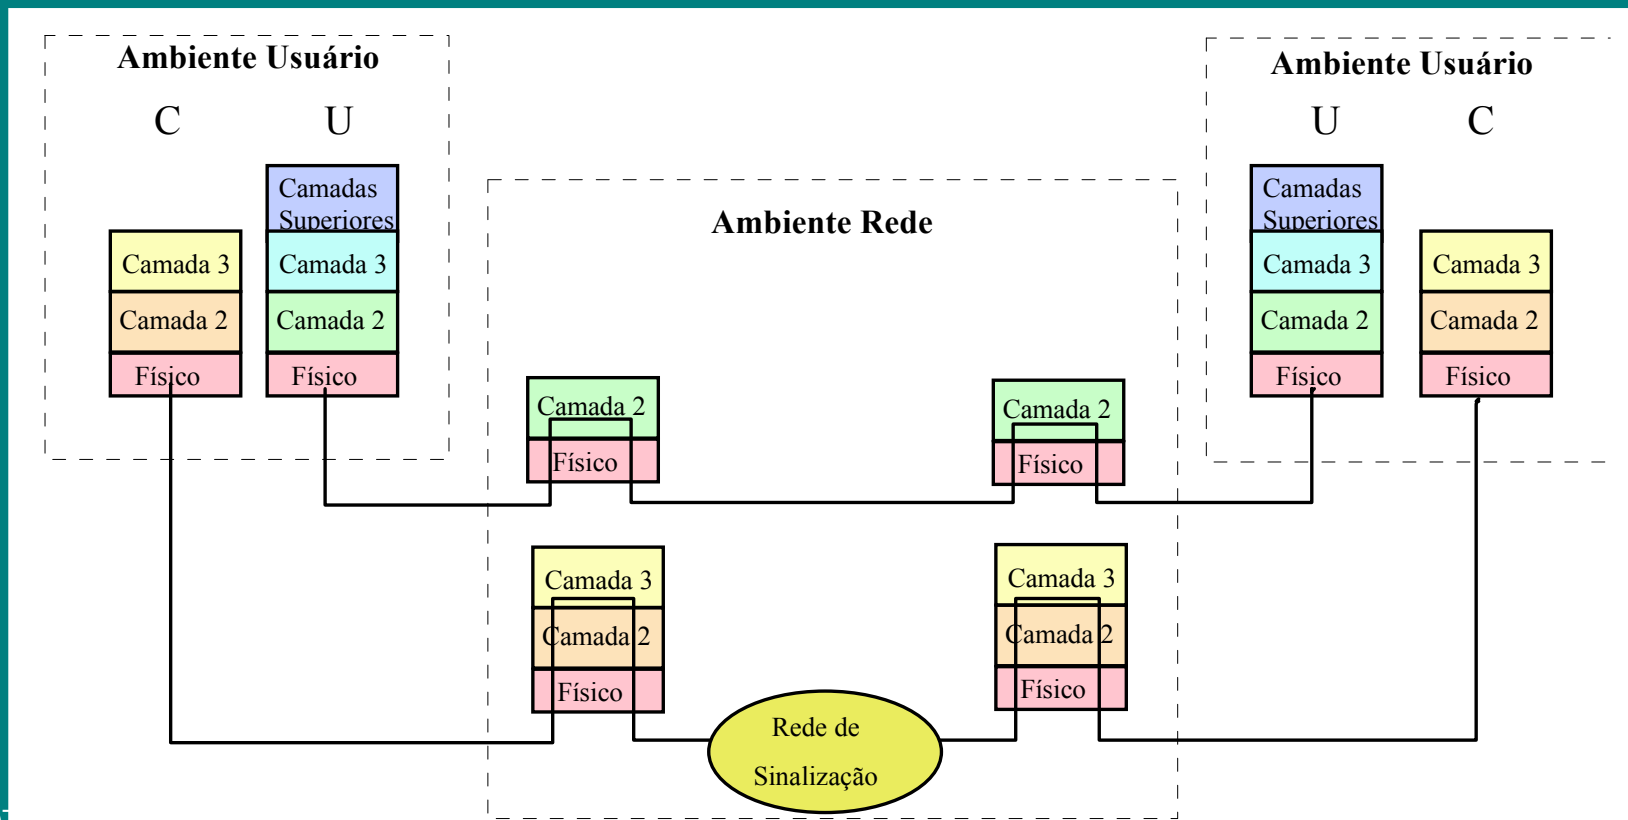 Ambiente Usuário
C
U
Camadas
Superiores
Camada 3
Camada 3
Camada 2
Camada 2
Físico
Físico
Ambiente Rede
Camada 2
Físico
Camada 2
Físico
Camada 3
Camada 2
Físico
Camada 3
Camada 2
Físico
Rede de
Sinalização
Ambiente Usuário
U
C
Camadas
Superiores
Camada 3
Camada 3
Camada 2
Camada 2
Físico
Físico